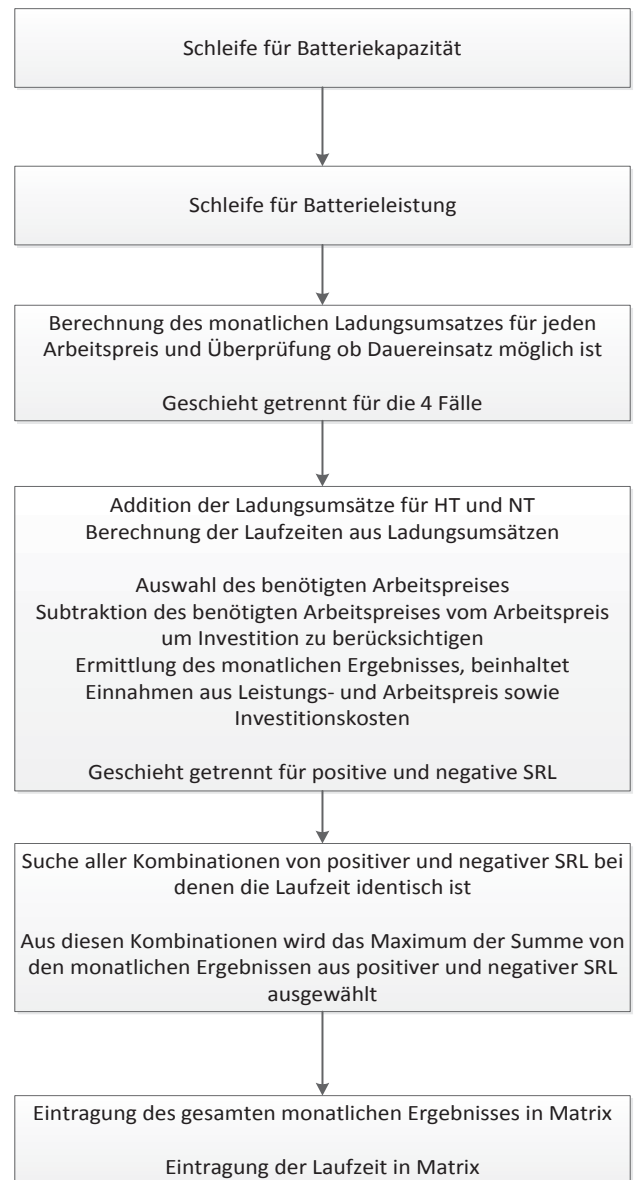 Schleife für Batteriekapazität
Schleife für Batterieleistung
Berechnung des monatlichen Ladungsumsatzes für jeden
Arbeitspreis und Überprüfung ob Dauereinsatz möglich ist
Geschieht getrennt für die 4 Fälle
Addition der Ladungsumsätze für HT und NT
Berechnung der Laufzeiten aus Ladungsumsätzen
Auswahl des benötigten Arbeitspreises
Subtraktion des benötigten Arbeitspreises vom Arbeitspreis
um Investition zu berücksichtigen
Ermittlung des monatlichen Ergebnisses, beinhaltet
Einnahmen aus Leistungs- und Arbeitspreis sowie
Investitionskosten
Geschieht getrennt für positive und negative SRL
Suche aller Kombinationen von positiver und negativer SRL bei
denen die Laufzeit identisch ist
Aus diesen Kombinationen wird das Maximum der Summe von
den monatlichen Ergebnissen aus positiver und negativer SRL
ausgewählt
Eintragung des gesamten monatlichen Ergebnisses in Matrix
Eintragung der Laufzeit in Matrix